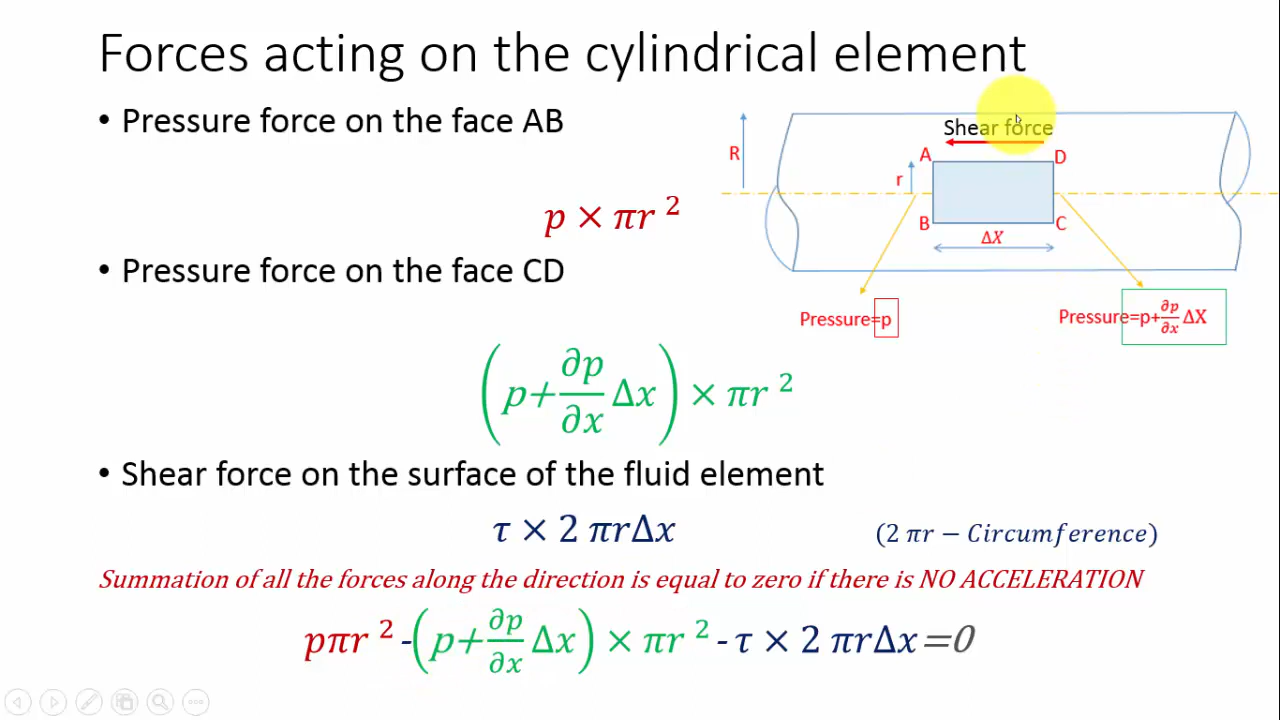 Forces acting on the cylindrical element
• Pressure force on the face AB
p × πr ²
• Pressure force on the face CD
(p+∂p/∂x Δx) × πr ²
• Shear force on the surface of the fluid element
τ × 2 πrΔx
(2 πr − Circumference)
Summation of all the forces along the direction is equal to zero if there is NO ACCELERATION
pπr ² -(p+∂p/∂x Δx) × πr ² - τ × 2 πrΔx=0
Shear force
R
A
D
r
B
C
ΔX
Pressure=p
Pressure=p+∂p/∂x ΔX